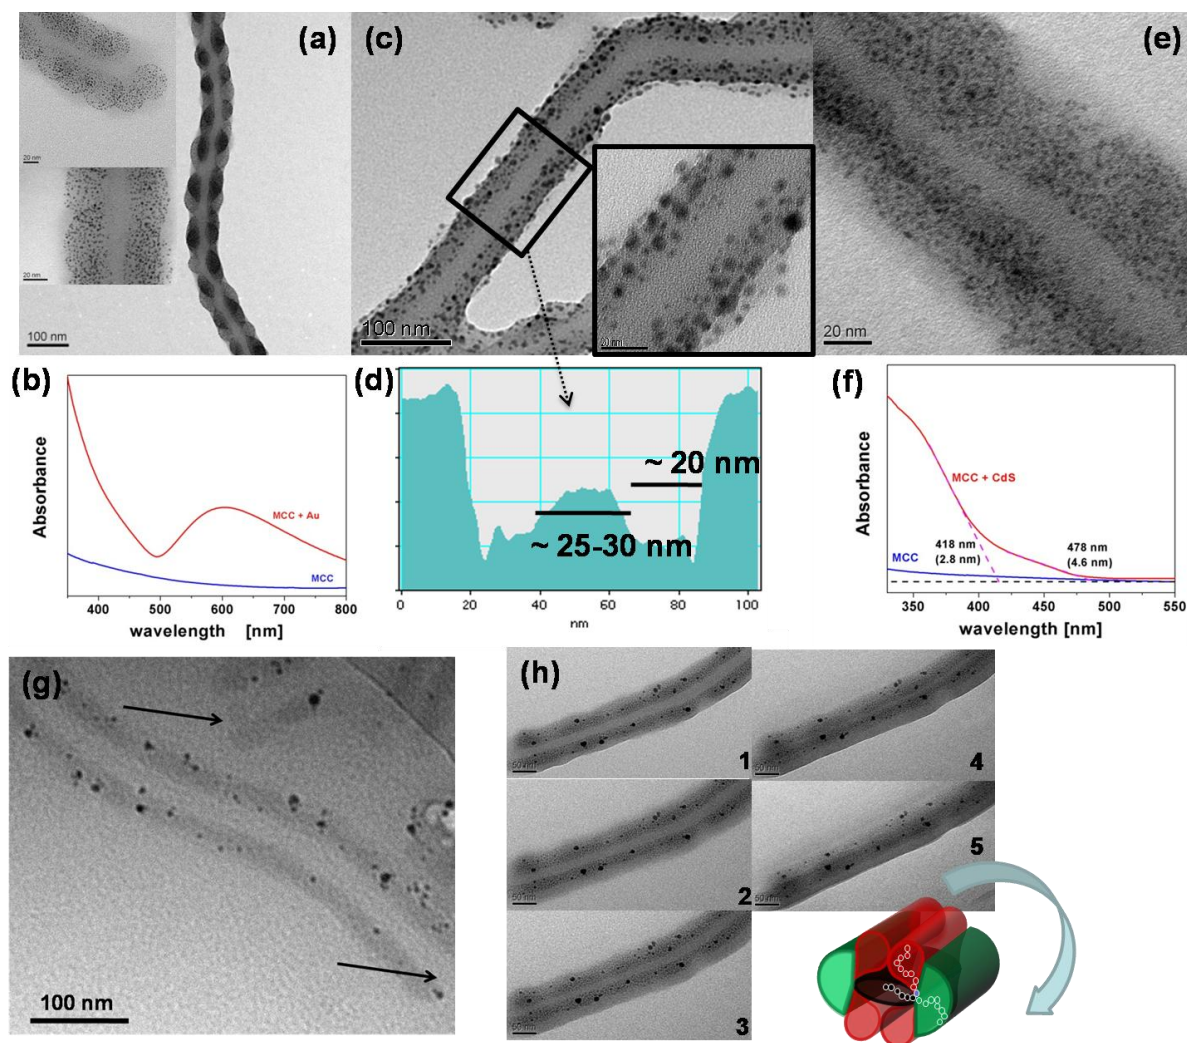 (a)
20 nm
20 nm
100 nm
(c)
100 nm
20 nm
(e)
20 nm
(b)
Absorbance
MCC + Au
MCC
400 500 600 700 800
wavelength [nm]
(d)
~ 20 nm
~ 25-30 nm
0 20 40 60 80 100
nm
(f)
Absorbance
MCC + CdS
418 nm
(2.8 nm)
478 nm
(4.6 nm)
MCC
350 400 450 500 550
wavelength [nm]
(g)
100 nm
(h)
50 nm
1
50 nm
4
50 nm
2
50 nm
5
50 nm
3